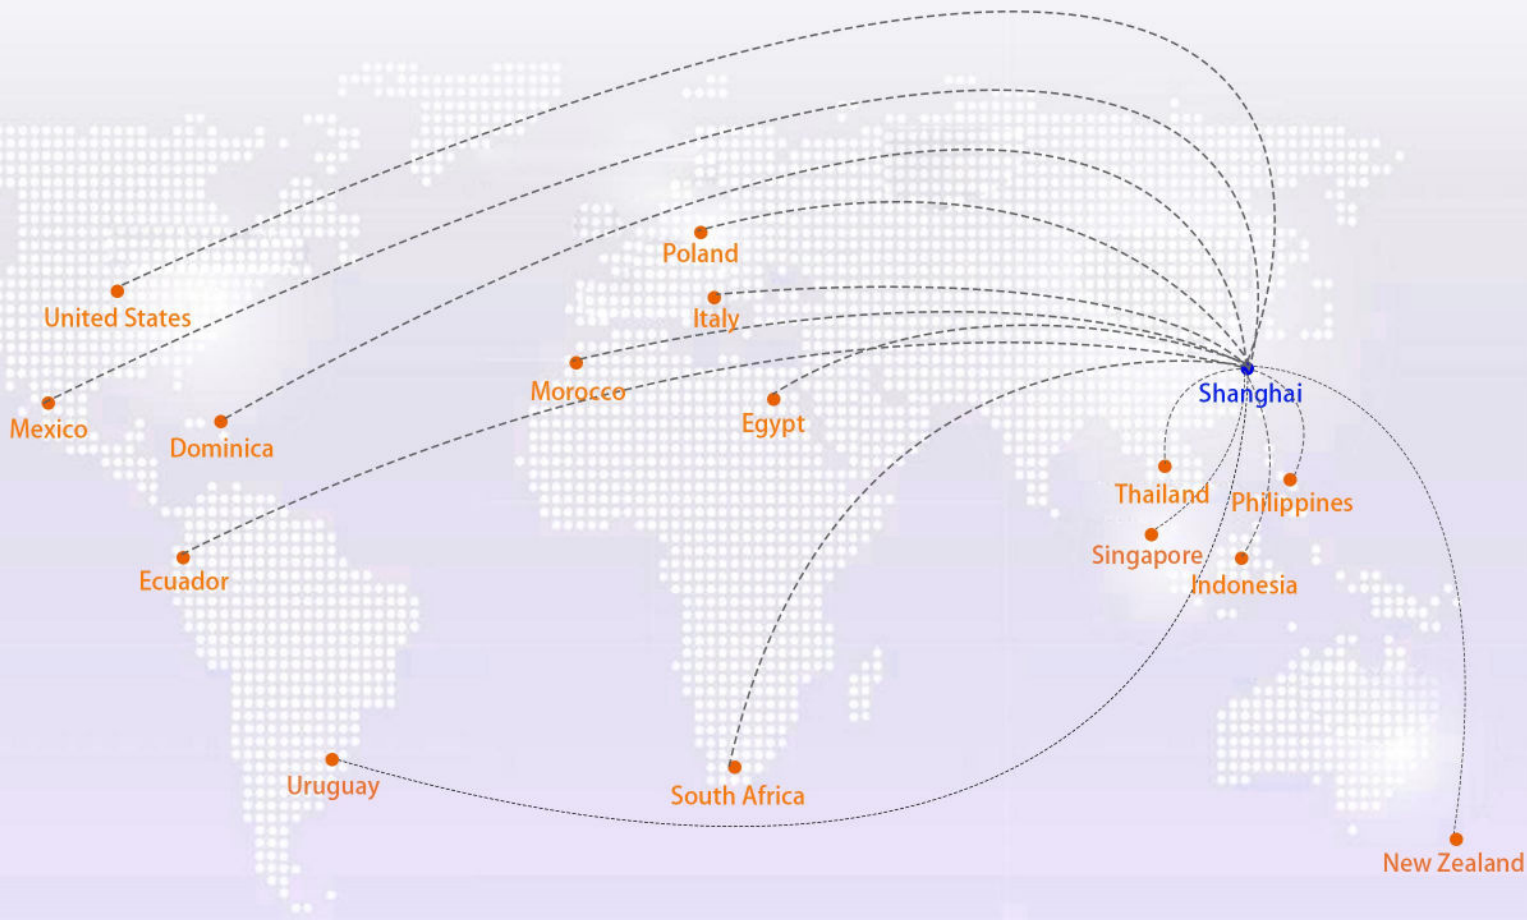 Poland
United States
Italy
Morocco
Shanghai
Mexico
Egypt
Dominica
Thailand
Philippines
Singapore
Ecuador
Indonesia
Uruguay
South Africa
New Zealand